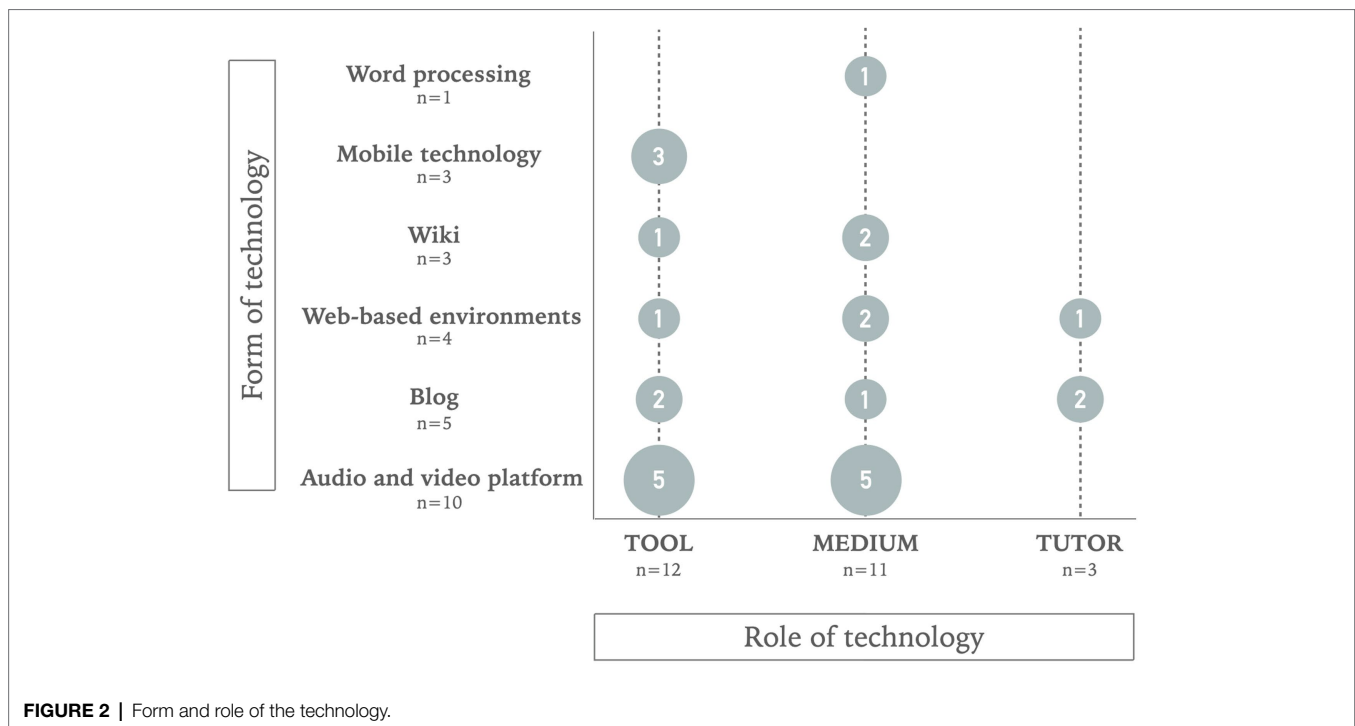 Form of technology
Word processing
n=1
1
Mobile technology
n=3
3
Wiki
n=3
1 2
Web-based environments
n=4
1 2 1
Blog
n=5
2 1 2
Audio and video platform
n=10
5 5
TOOL MEDIUM TUTOR
n=12 n=11 n=3
Role of technology
FIGURE 2 | Form and role of the technology.